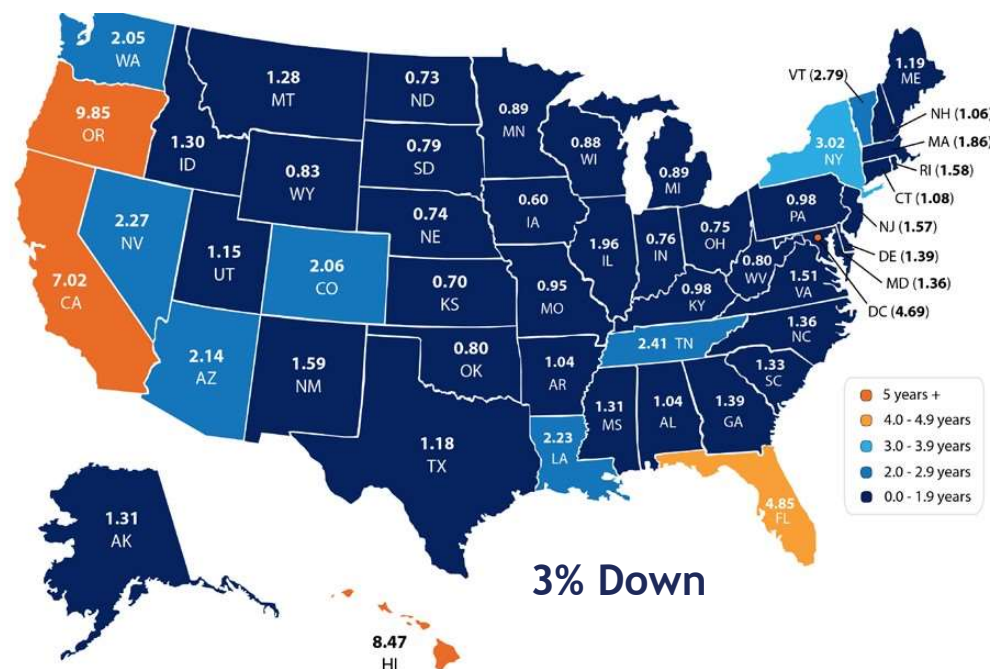 2.05
WA
9.85
OR
7.02
CA
2.27
NV
1.30
ID
1.28
MT
0.83
WY
1.15
UT
2.06
CO
2.14
AZ
1.59
NM
0.73
ND
0.79
SD
0.74
NE
0.70
KS
0.80
OK
1.18
TX
0.89
MN
0.60
IA
0.95
MO
1.04
AR
2.23
LA
0.88
WI
1.96
IL
0.89
MI
0.76
IN
0.75
OH
0.98
KY
2.41 TN
1.31
MS
1.04
AL
1.39
GA
4.85
FL
1.33
SC
1.36
NC
1.51
VA
0.80
WV
0.98
PA
3.02
NY
1.19
ME
VT (2.79)
NH (1.06)
MA (1.86)
RI (1.58)
CT (1.08)
NJ (1.57)
DE (1.39)
MD (1.36)
DC (4.69)
5 years +
4.0 - 4.9 years
3.0 - 3.9 years
2.0 - 2.9 years
0.0 - 1.9 years
1.31
AK
8.47
HI
3% Down